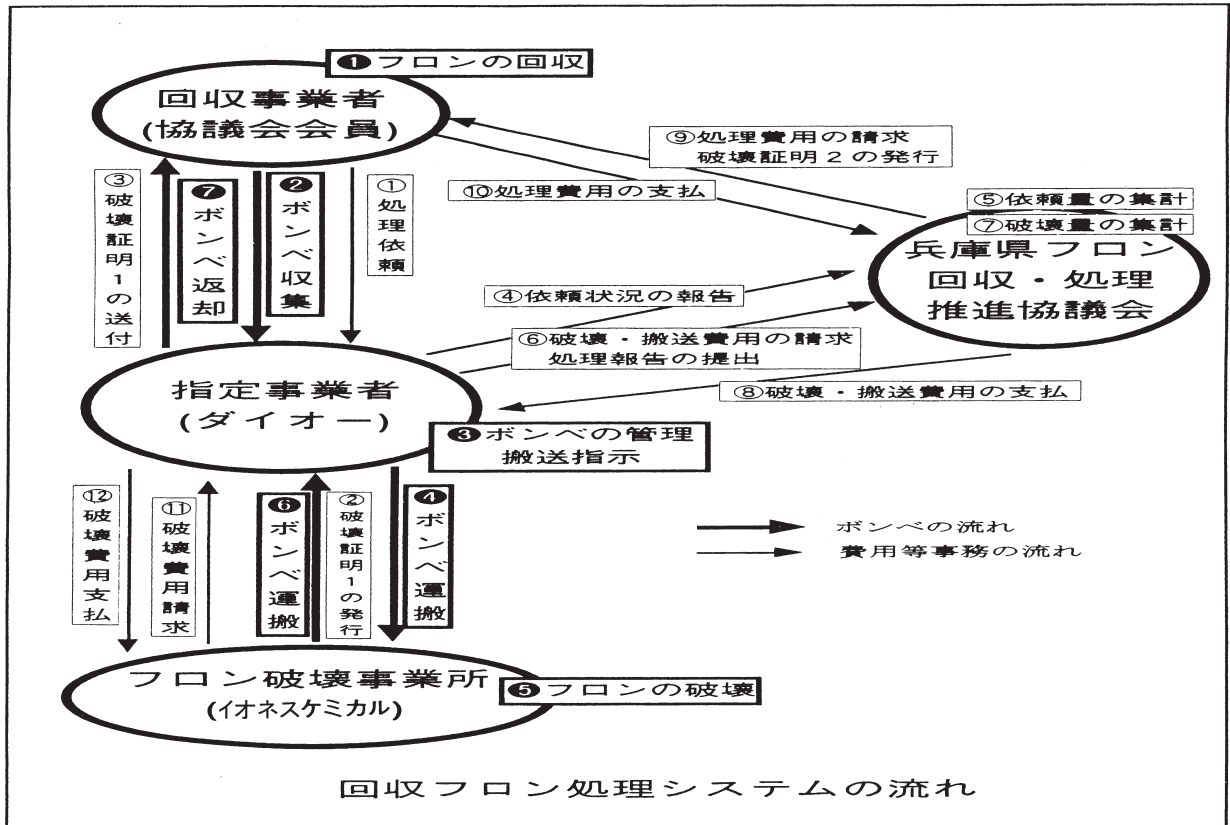 ❶フロンの回収
回収事業者
(協議会会員)
⑨処理費用の請求
破壊証明2の発行
⑩処理費用の支払
③破壊証明1の送付
❼ボンベ返却
❷ボンベ収集
①処理依頼
⑤依頼量の集計
⑦破壊量の集計
兵庫県フロン
回収・処理
推進協議会
④依頼状況の報告
⑥破壊・搬送費用の請求
処理報告の提出
⑧破壊・搬送費用の支払
指定事業者
(ダイオー)
❸ボンベの管理
搬送指示
⑫破壊費用支払
⑪破壊費用請求
❻ボンベ運搬
②破壊証明1の発行
❹ボンベ運搬
ボンベの流れ
費用等事務の流れ
フロン破壊事業所
(イオネスケミカル)
❺フロンの破壊
回収フロン処理システムの流れ